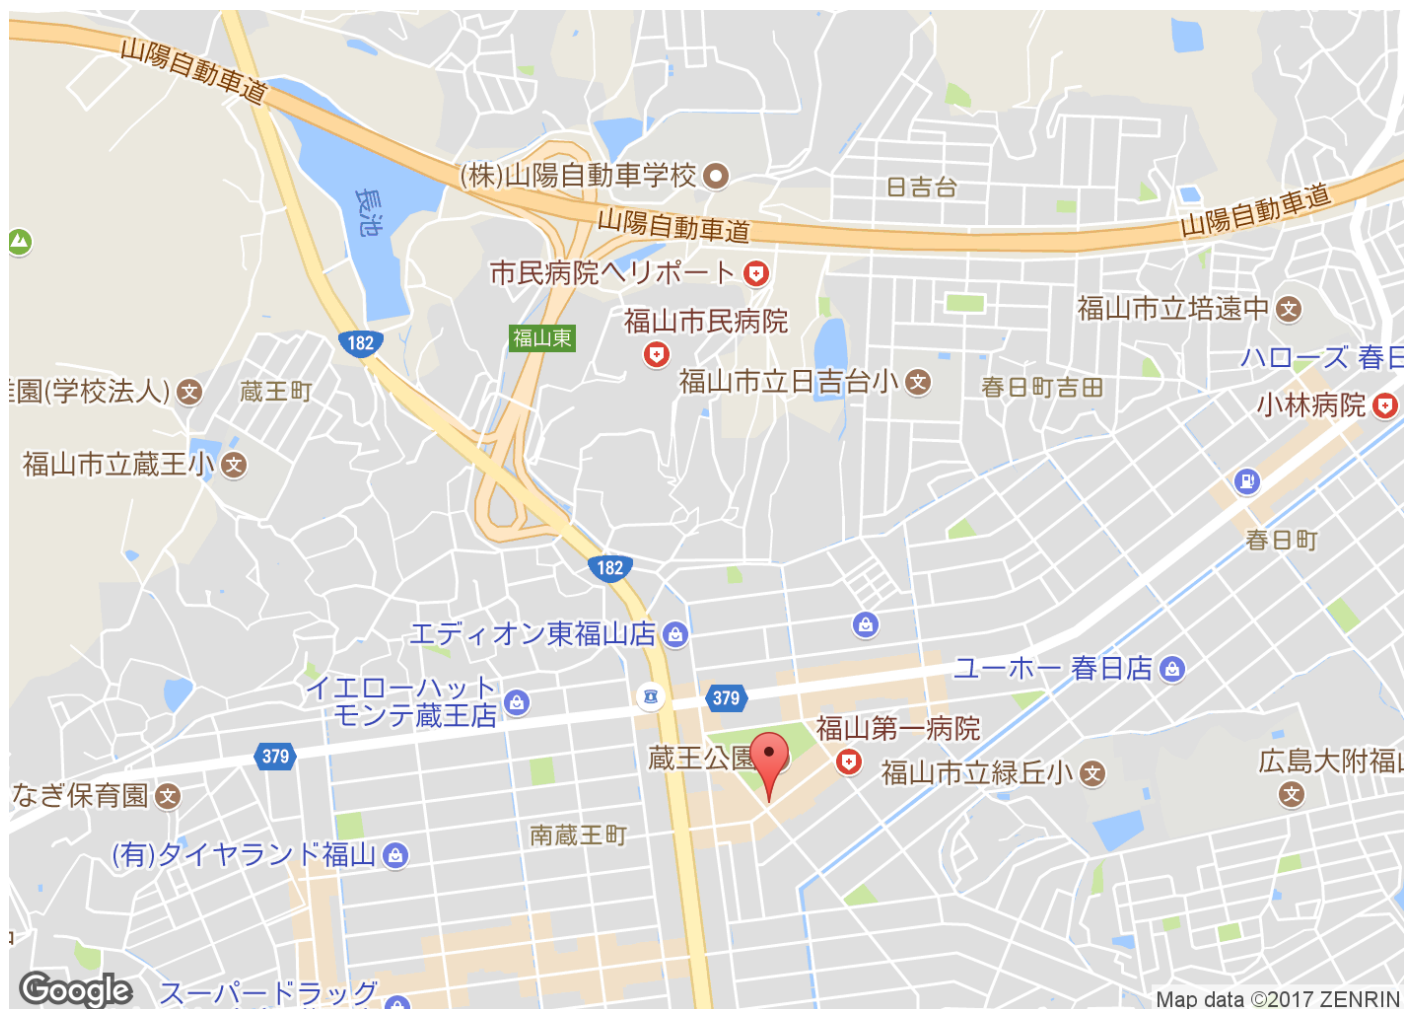 山陽自動車道
(株)山陽自動車学校
日吉台
長池
山陽自動車道
山陽自動車道
市民病院ヘリポート
福山市立培遠中
福山市民病院
福山東
182
ハローズ 春日
福山市立日吉台小
春日町吉田
園(学校法人)
蔵王町
小林病院
福山市立蔵王小
春日町
182
エディオン東福山店
ユーホー 春日店
イエローハット
モンテ蔵王店
379
福山第一病院
379
蔵王公園
福山市立緑丘小
広島大附福山
なぎ保育園
南蔵王町
(有)タイヤランド福山
Google
スーパードラッグ
Map data ©2017 ZENRIN